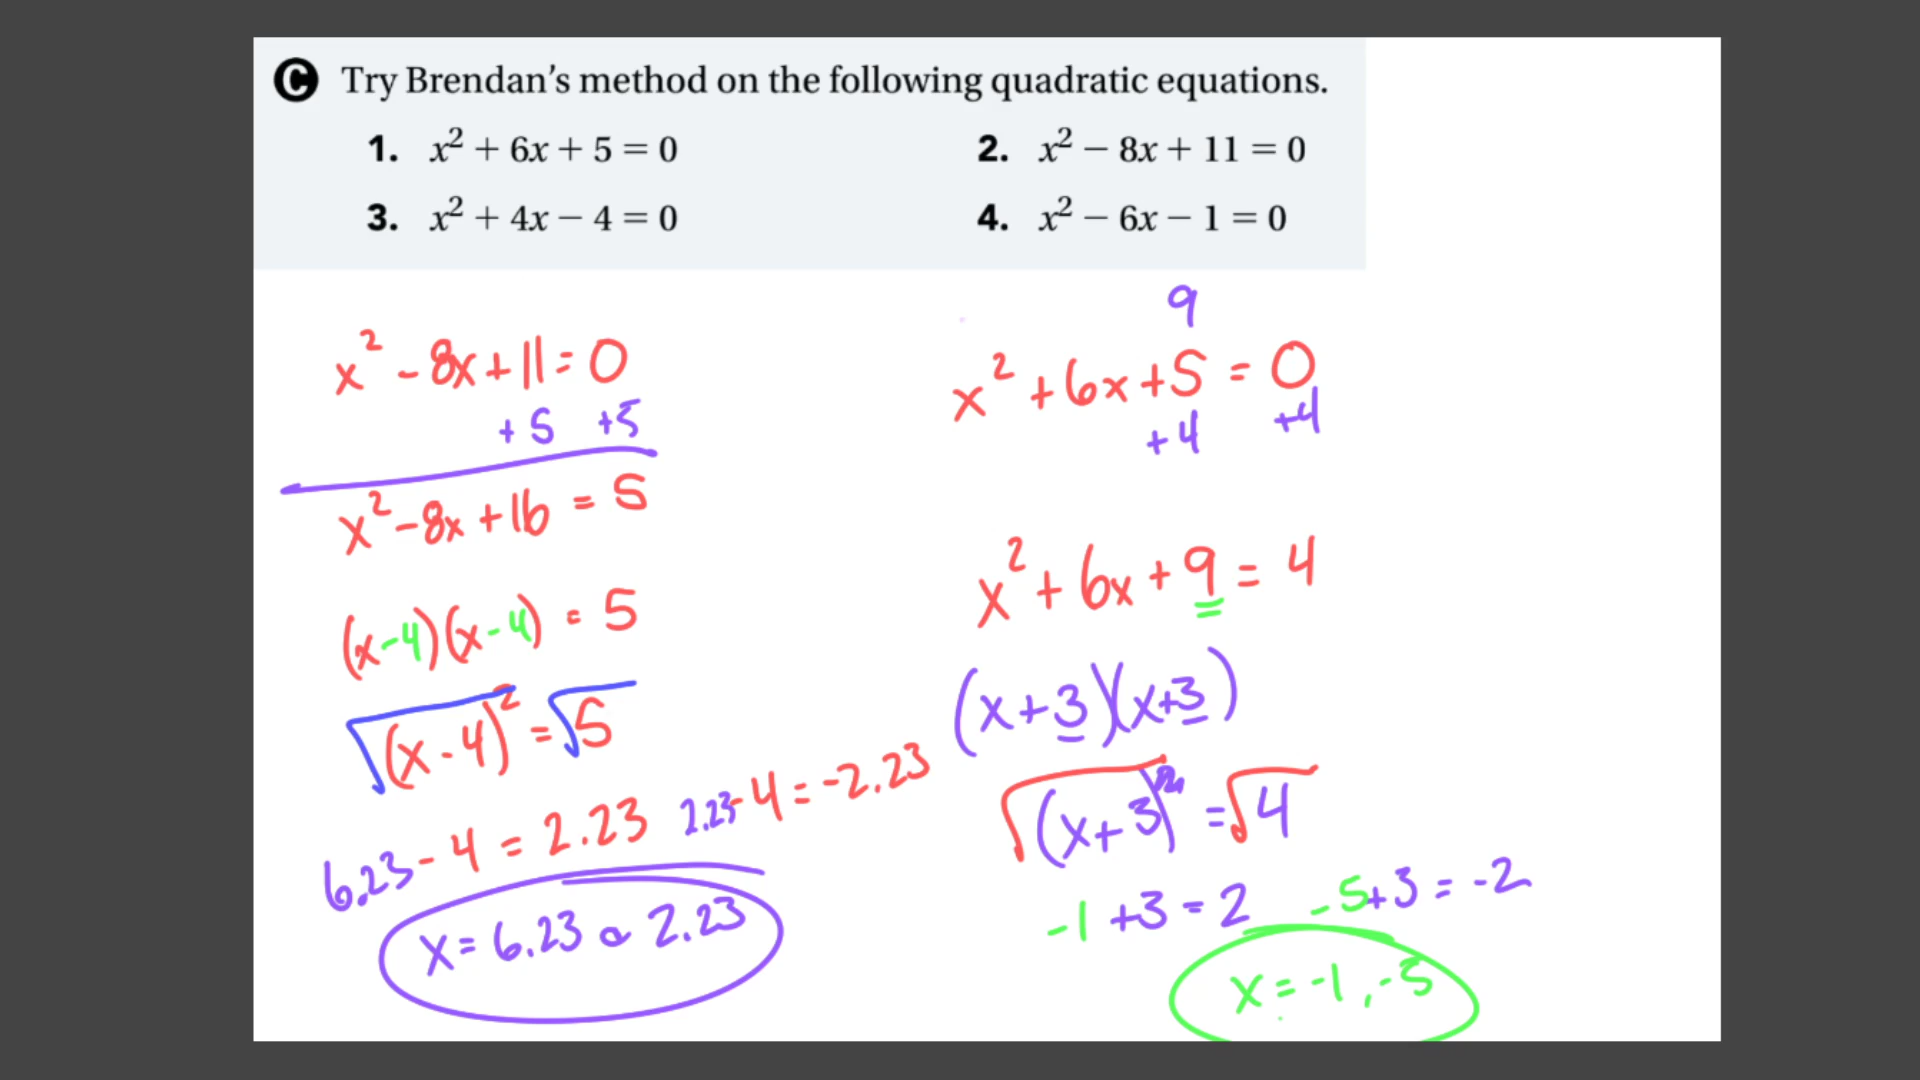 C Try Brendan's method on the following quadratic equations.
1. x² + 6x + 5 = 0
2. x² − 8x + 11 = 0
3. x² + 4x − 4 = 0
4. x² − 6x − 1 = 0
x² - 8x + 11 = 0
+5 +5
x² - 8x + 16 = 5
(x-4)(x-4) = 5
√(x-4)² = √5
6.23 - 4 = 2.23
2.23 - 4 = -2.23
x = 6.23 or 2.23
9
x² + 6x + 5 = 0
+4 +4
x² + 6x + 9 = 4
(x+3)(x+3)
√(x+3)² = √4
-1 +3 = 2
-5+3 = -2
x = -1, -5